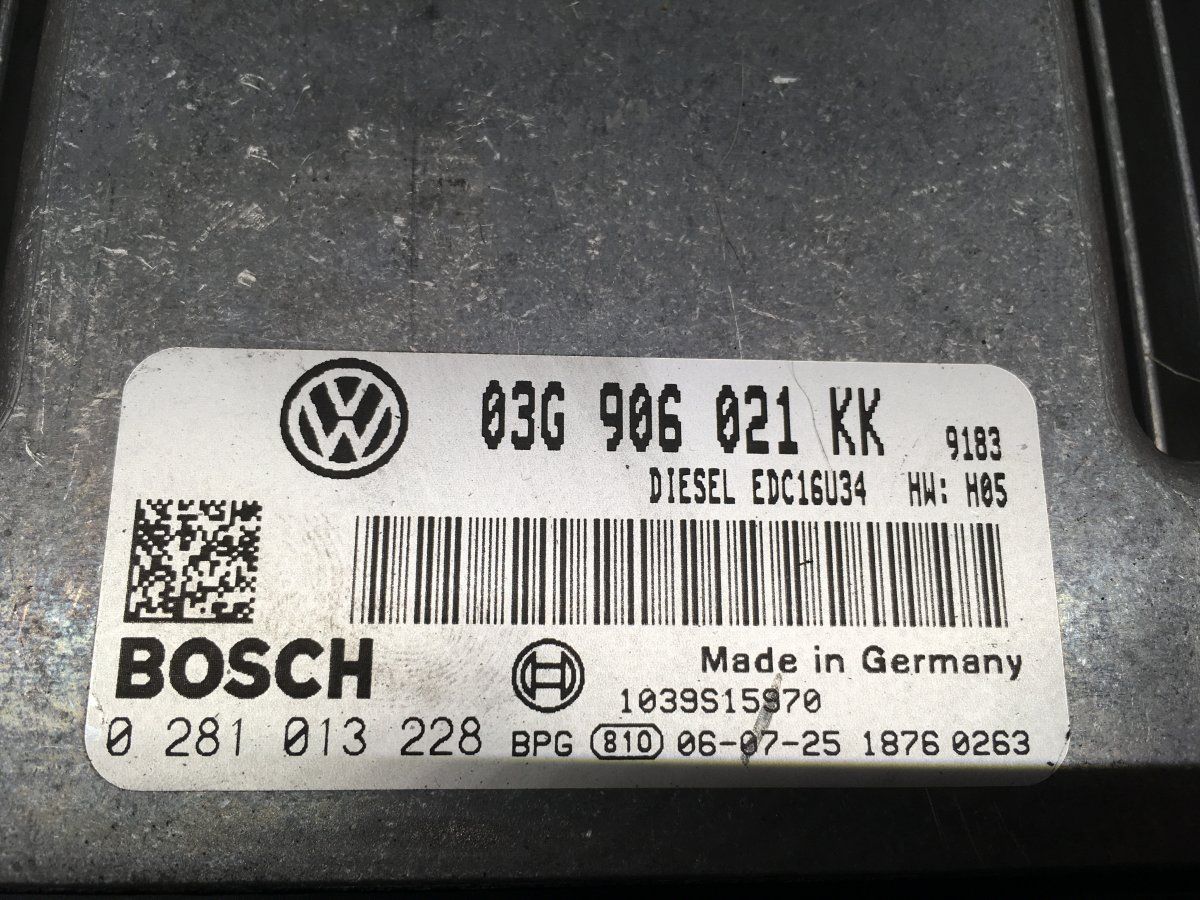 03G 906 021 KK 9183
DIESEL EDC16U34 HW: H05
BOSCH
Made in Germany
1039S15970
0 281 013 228 BPG 810 06-07-25 1876 0263